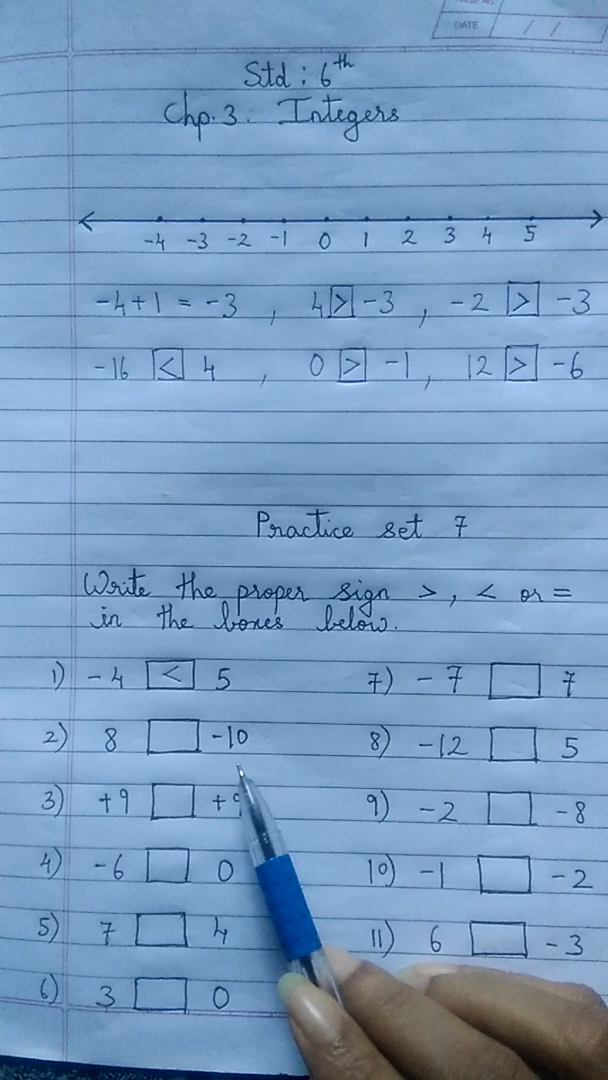 DATE / /
Std : 6th
Chp. 3. Integers
-4 -3 -2 -1 0 1 2 3 4 5
-4+1 = -3 , 4 > -3 , -2 > -3
-16 < 4 , 0 > -1 , 12 > -6
Practice set 7
Write the proper sign >, < or =
in the boxes below.
1) -4 < 5
2) 8 □ -10
3) +9 □
4) -6 □ 0
5) 7 □ 4
6) 3 □ 0
7) -7 □ 7
8) -12 □ 5
9) -2 □ -8
10) -1 □ -2
11) 6 □ -3